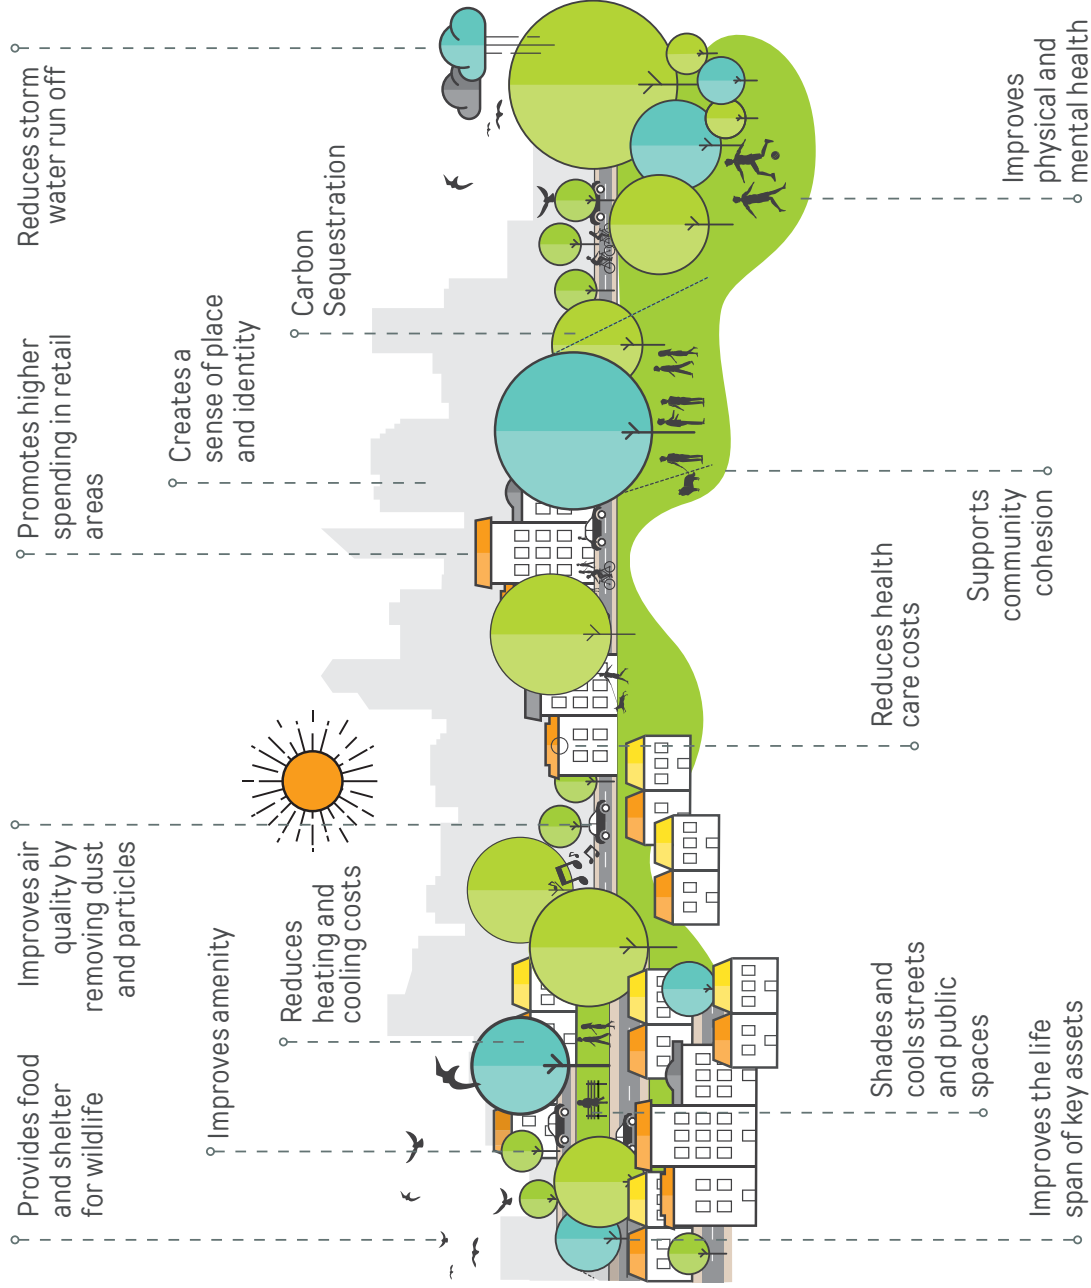 Provides food
and shelter
for wildlife
Improves amenity
Reduces
heating and
cooling costs
Improves air
quality by
removing dust
and particles
Promotes higher
spending in retail
areas
Creates a
sense of place
and identity
Carbon
Sequestration
Reduces storm
water run off
Improves the life
span of key assets
Shades and
cools streets
and public
spaces
Reduces health
care costs
Supports
community
cohesion
Improves
physical and
mental health